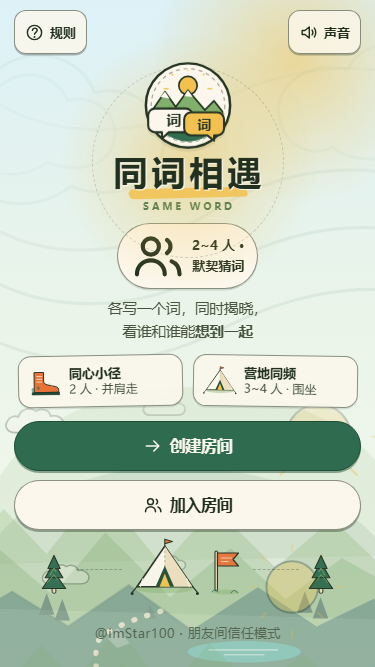 规则
声音
词
词
同词相遇
SAME WORD
2~4 人 •
默契猜词
各写一个词，同时揭晓，
看谁和谁能想到一起
同心小径
2 人 · 并肩走
营地同频
3~4 人 · 围坐
创建房间
加入房间
@imStar100 · 朋友间信任模式